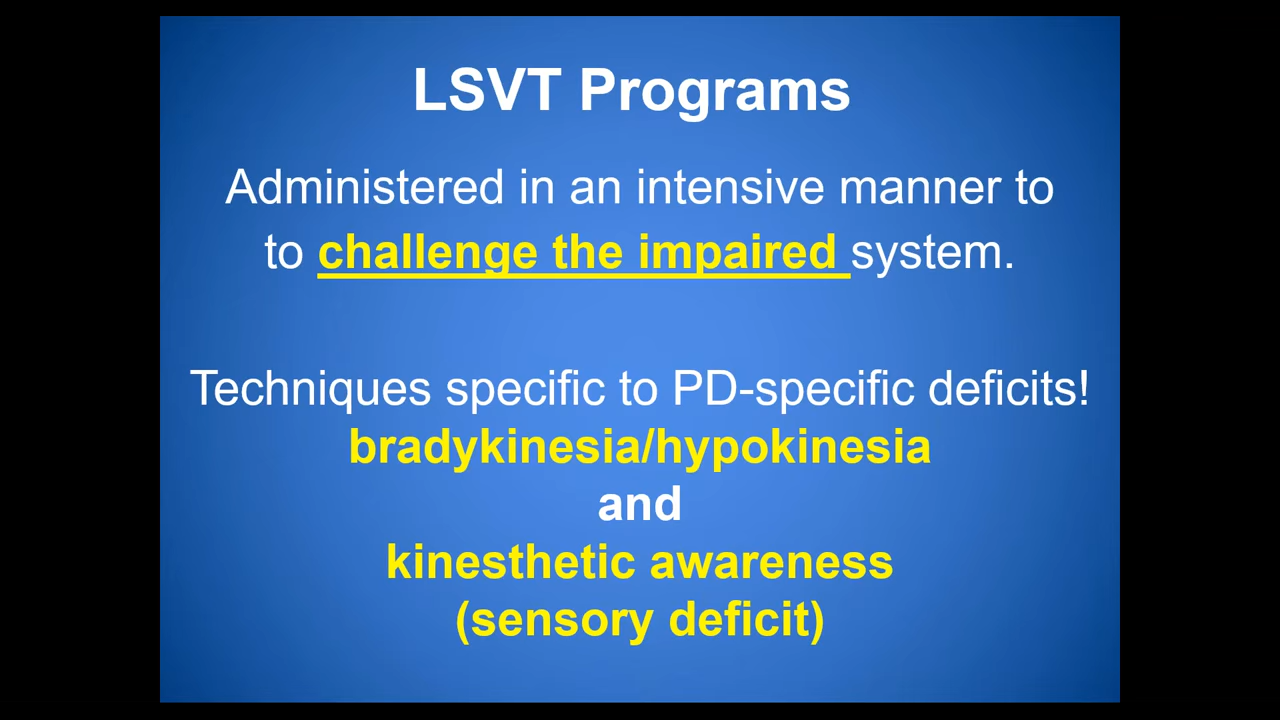 LSVT Programs
Administered in an intensive manner to
to challenge the impaired system.
Techniques specific to PD-specific deficits!
bradykinesia/hypokinesia
and
kinesthetic awareness
(sensory deficit)